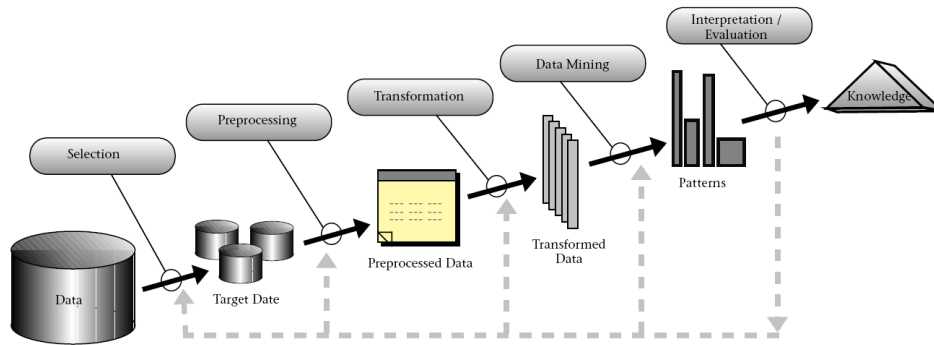 Interpretation /
Evaluation
Data Mining
Transformation
Preprocessing
Selection
Knowledge
Patterns
Transformed
Data
Preprocessed Data
Target Date
Data